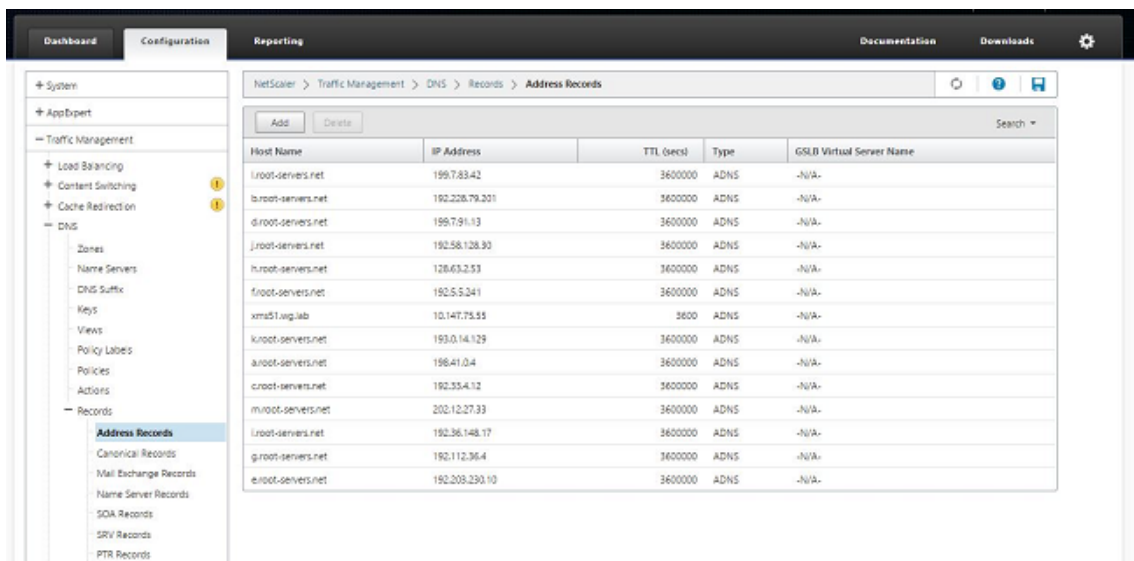 Dashboard Configuration Reporting Documentation Downloads
+ System
+ AppExpert
− Traffic Management
+ Load Balancing
+ Content Switching
+ Cache Redirection
− DNS
Zones
Name Servers
DNS Suffix
Keys
Views
Policy Labels
Policies
Actions
− Records
Address Records
Canonical Records
Mail Exchange Records
Name Server Records
SOA Records
SRV Records
PTR Records
NetScaler > Traffic Management > DNS > Records > Address Records
Add Delete Search
Host Name IP Address TTL (secs) Type GSLB Virtual Server Name
l.root-servers.net 199.7.83.42 3600000 ADNS -N/A-
b.root-servers.net 192.228.79.201 3600000 ADNS -N/A-
d.root-servers.net 199.7.91.13 3600000 ADNS -N/A-
j.root-servers.net 192.58.128.30 3600000 ADNS -N/A-
h.root-servers.net 128.63.2.53 3600000 ADNS -N/A-
f.root-servers.net 192.5.5.241 3600000 ADNS -N/A-
xms51.wg.lab 10.147.75.55 3600 ADNS -N/A-
k.root-servers.net 193.0.14.129 3600000 ADNS -N/A-
a.root-servers.net 198.41.0.4 3600000 ADNS -N/A-
c.root-servers.net 192.33.4.12 3600000 ADNS -N/A-
m.root-servers.net 202.12.27.33 3600000 ADNS -N/A-
i.root-servers.net 192.36.148.17 3600000 ADNS -N/A-
g.root-servers.net 192.112.36.4 3600000 ADNS -N/A-
e.root-servers.net 192.203.230.10 3600000 ADNS -N/A-